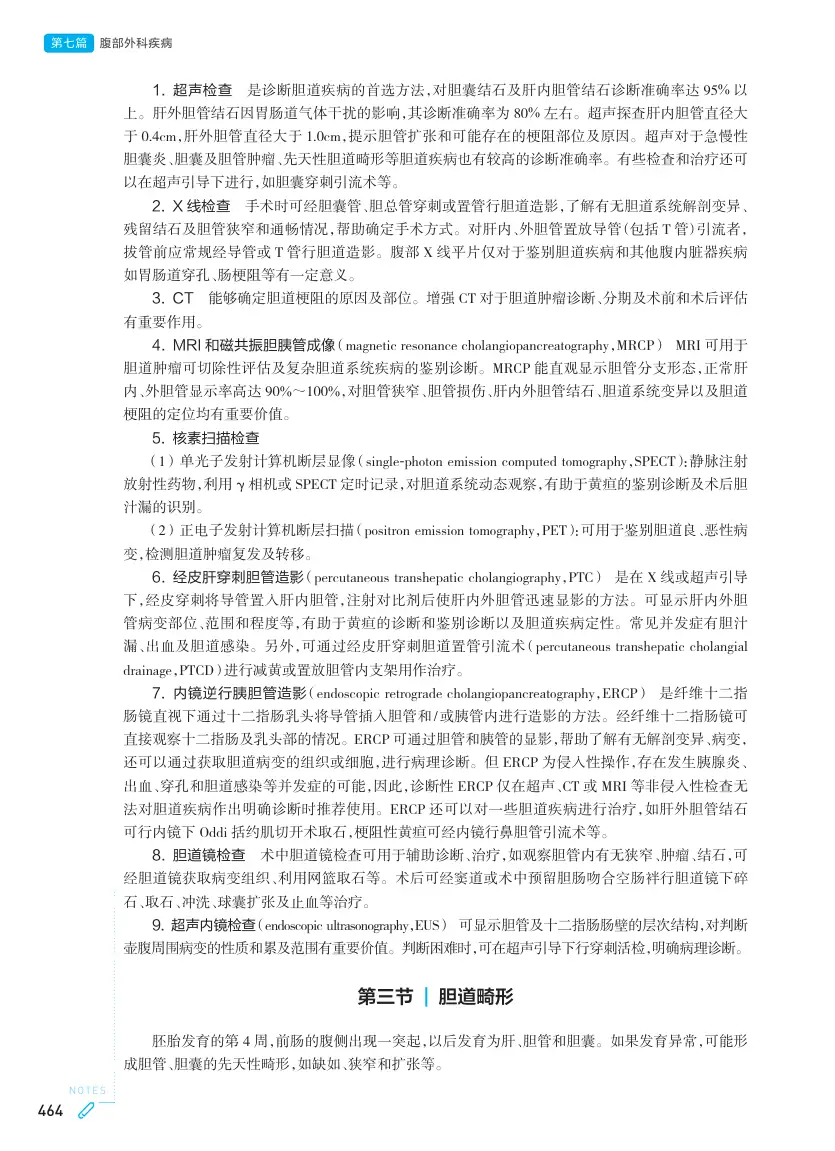 第七篇 腹部外科疾病
1. 超声检查 是诊断胆道疾病的首选方法，对胆囊结石及肝内胆管结石诊断准确率达 95% 以
上。肝外胆管结石因胃肠道气体干扰的影响，其诊断准确率为 80% 左右。超声探查肝内胆管直径大
于 0.4cm，肝外胆管直径大于 1.0cm，提示胆管扩张和可能存在的梗阻部位及原因。超声对于急慢性
胆囊炎、胆囊及胆管肿瘤、先天性胆道畸形等胆道疾病也有较高的诊断准确率。有些检查和治疗还可
以在超声引导下进行，如胆囊穿刺引流术等。
2. X 线检查 手术时可经胆囊管、胆总管穿刺或置管行胆道造影，了解有无胆道系统解剖变异、
残留结石及胆管狭窄和通畅情况，帮助确定手术方式。对肝内、外胆管置放导管（包括 T 管）引流者，
拔管前应常规经导管或 T 管行胆道造影。腹部 X 线平片仅对于鉴别胆道疾病和其他腹内脏器疾病
如胃肠道穿孔、肠梗阻等有一定意义。
3. CT 能够确定胆道梗阻的原因及部位。增强 CT 对于胆道肿瘤诊断、分期及术前和术后评估
有重要作用。
4. MRI 和磁共振胆胰管成像（magnetic resonance cholangiopancreatography，MRCP） MRI 可用于
胆道肿瘤可切除性评估及复杂胆道系统疾病的鉴别诊断。MRCP 能直观显示胆管分支形态，正常肝
内、外胆管显示率高达 90%～100%，对胆管狭窄、胆管损伤、肝内外胆管结石、胆道系统变异以及胆道
梗阻的定位均有重要价值。
5. 核素扫描检查
（1）单光子发射计算机断层显像（single-photon emission computed tomography，SPECT）：静脉注射
放射性药物，利用 γ 相机或 SPECT 定时记录，对胆道系统动态观察，有助于黄疸的鉴别诊断及术后胆
汁漏的识别。
（2）正电子发射计算机断层扫描（positron emission tomography，PET）：可用于鉴别胆道良、恶性病
变，检测胆道肿瘤复发及转移。
6. 经皮肝穿刺胆管造影（percutaneous transhepatic cholangiography，PTC） 是在 X 线或超声引导
下，经皮穿刺将导管置入肝内胆管，注射对比剂后使肝内外胆管迅速显影的方法。可显示肝内外胆
管病变部位、范围和程度等，有助于黄疸的诊断和鉴别诊断以及胆道疾病定性。常见并发症有胆汁
漏、出血及胆道感染。另外，可通过经皮肝穿刺胆道置管引流术（percutaneous transhepatic cholangial
drainage，PTCD）进行减黄或置放胆管内支架用作治疗。
7. 内镜逆行胰胆管造影（endoscopic retrograde cholangiopancreatography，ERCP） 是纤维十二指
肠镜直视下通过十二指肠乳头将导管插入胆管和/或胰管内进行造影的方法。经纤维十二指肠镜可
直接观察十二指肠及乳头部的情况。ERCP 可通过胆管和胰管的显影，帮助了解有无解剖变异、病变，
还可以通过获取胆道病变的组织或细胞，进行病理诊断。但 ERCP 为侵入性操作，存在发生胰腺炎、
出血、穿孔和胆道感染等并发症的可能，因此，诊断性 ERCP 仅在超声、CT 或 MRI 等非侵入性检查无
法对胆道疾病作出明确诊断时推荐使用。ERCP 还可以对一些胆道疾病进行治疗，如肝外胆管结石
可行内镜下 Oddi 括约肌切开术取石，梗阻性黄疸可经内镜行鼻胆管引流术等。
8. 胆道镜检查 术中胆道镜检查可用于辅助诊断、治疗，如观察胆管内有无狭窄、肿瘤、结石，可
经胆道镜获取病变组织、利用网篮取石等。术后可经窦道或术中预留胆肠吻合空肠袢行胆道镜下碎
石、取石、冲洗、球囊扩张及止血等治疗。
9. 超声内镜检查（endoscopic ultrasonography，EUS） 可显示胆管及十二指肠肠壁的层次结构，对判断
壶腹周围病变的性质和累及范围有重要价值。判断困难时，可在超声引导下行穿刺活检，明确病理诊断。
第三节 | 胆道畸形
胚胎发育的第 4 周，前肠的腹侧出现一突起，以后发育为肝、胆管和胆囊。如果发育异常，可能形
成胆管、胆囊的先天性畸形，如缺如、狭窄和扩张等。
NOTES
464